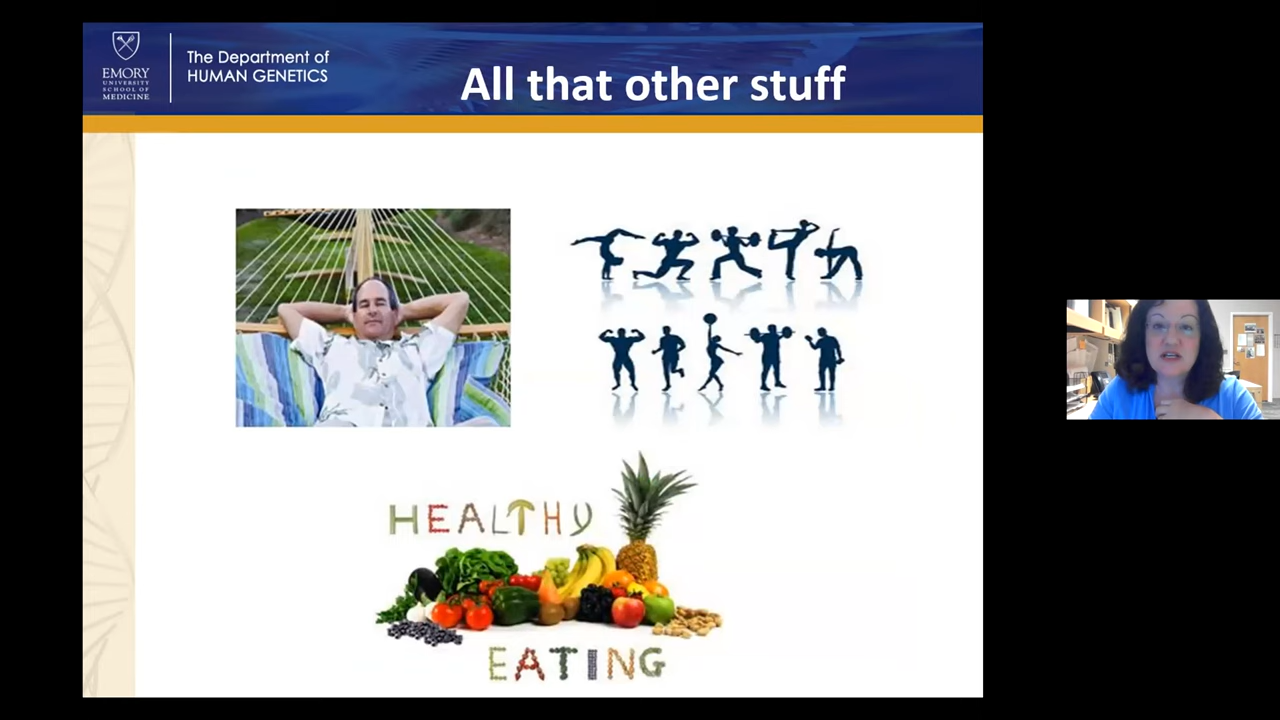 EMORY
UNIVERSITY
SCHOOL OF
MEDICINE
The Department of
HUMAN GENETICS
All that other stuff
HEALTHY
EATING